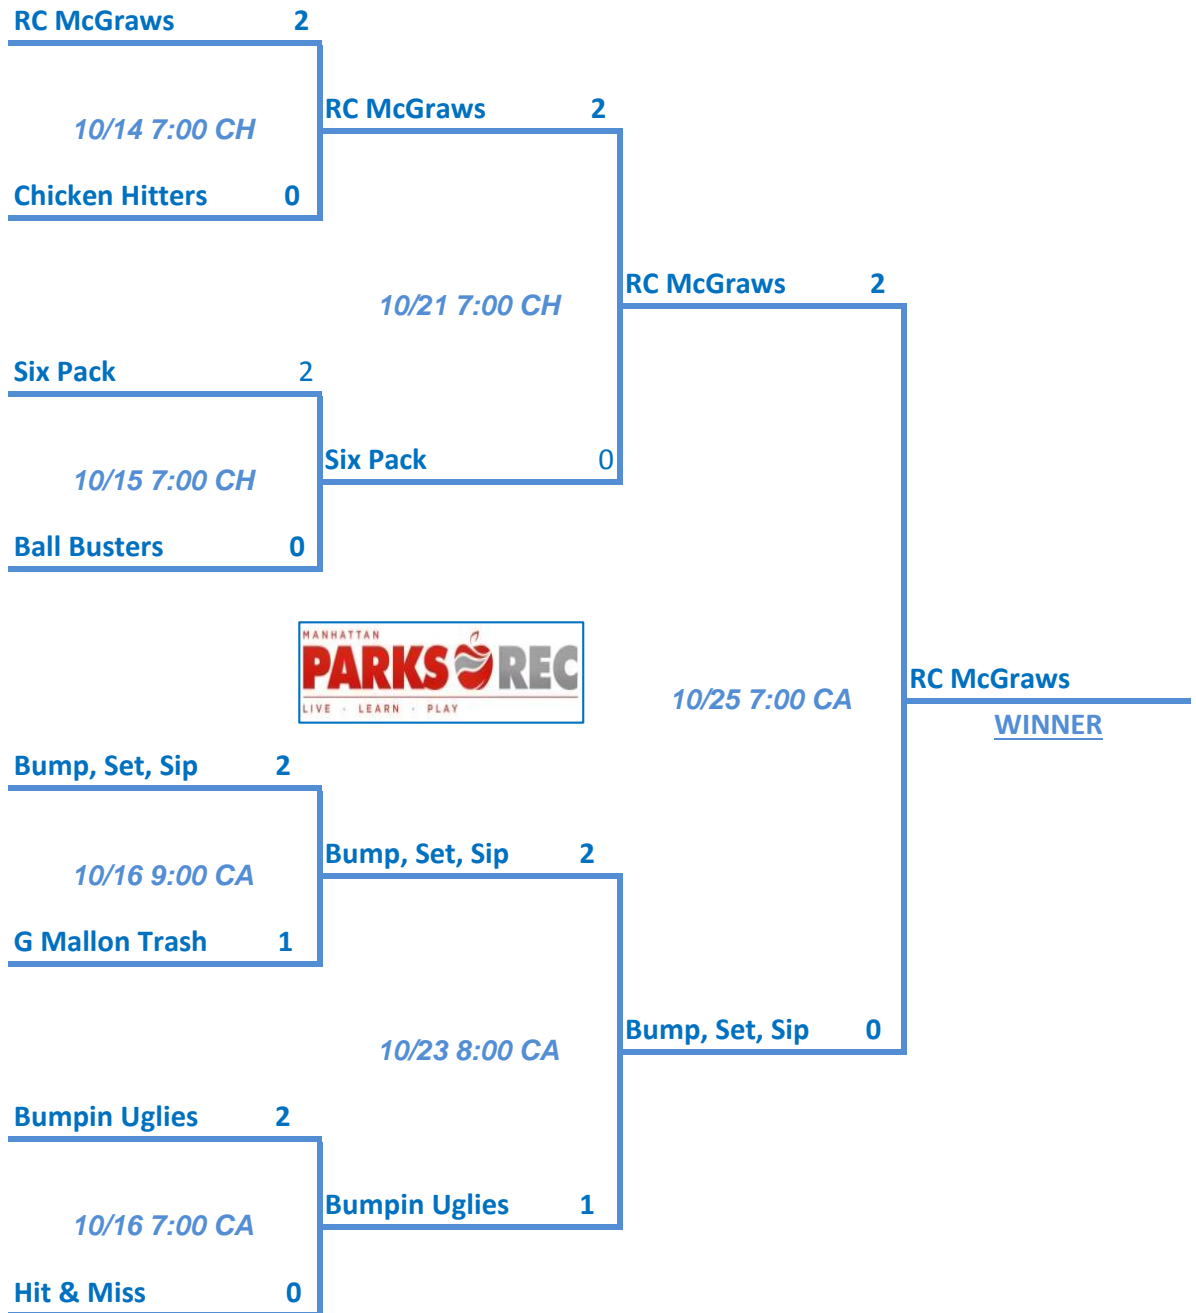 RC McGraws 2
10/14 7:00 CH
Chicken Hitters 0
RC McGraws 2
10/21 7:00 CH
Six Pack 2
10/15 7:00 CH
Ball Busters 0
Six Pack 0
RC McGraws 2
MANHATTAN
PARKS REC
LIVE · LEARN · PLAY
10/25 7:00 CA
RC McGraws
WINNER
Bump, Set, Sip 2
10/16 9:00 CA
G Mallon Trash 1
Bump, Set, Sip 2
10/23 8:00 CA
Bump, Set, Sip 0
Bumpin Uglies 2
10/16 7:00 CA
Hit & Miss 0
Bumpin Uglies 1